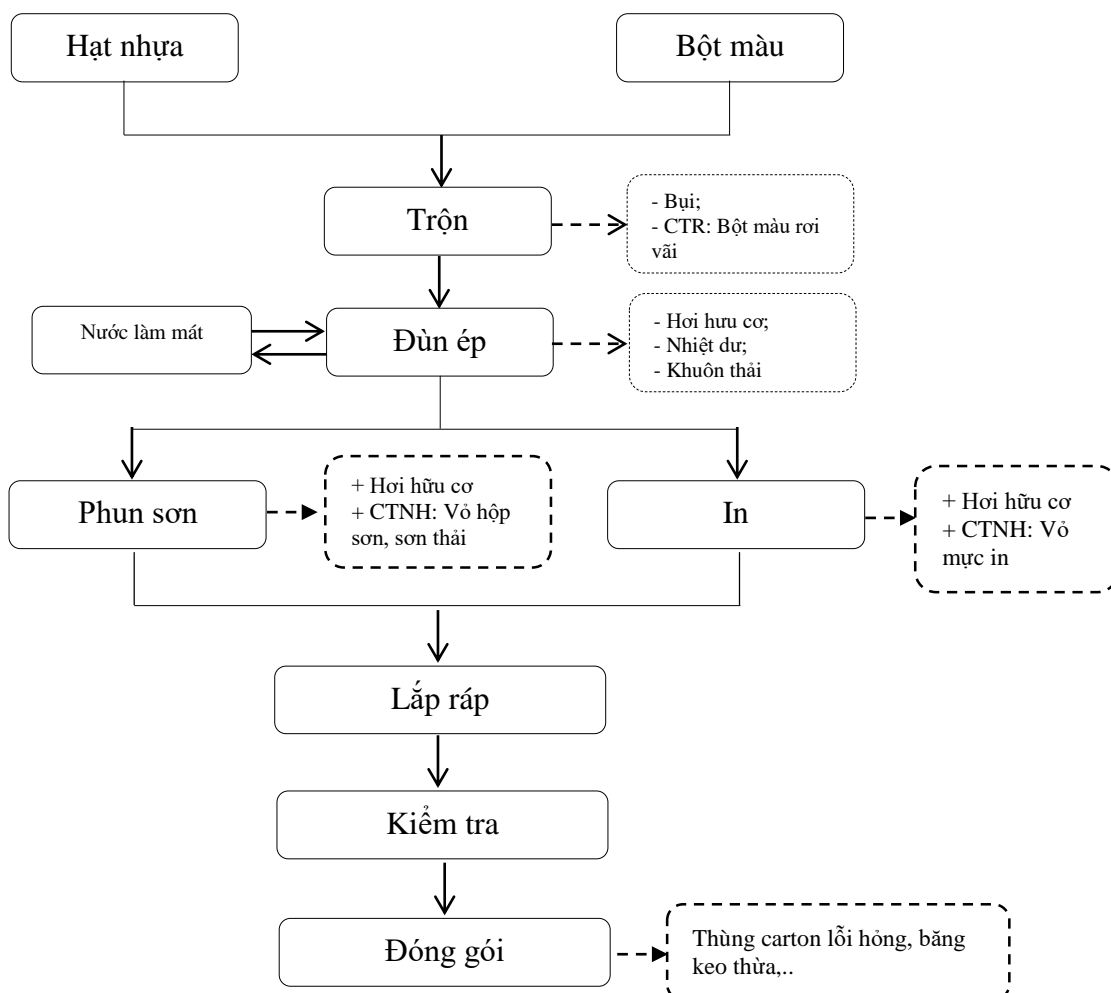 Hạt nhựa
Bột màu
Trộn
- Bụi;
- CTR: Bột màu rơi
vãi
Nước làm mát
Đùn ép
- Hơi hưu cơ;
- Nhiệt dư;
- Khuôn thải
Phun sơn
+ Hơi hữu cơ
+ CTNH: Vỏ hộp
sơn, sơn thải
In
+ Hơi hữu cơ
+ CTNH: Vỏ
mực in
Lắp ráp
Kiểm tra
Đóng gói
Thùng carton lỗi hỏng, băng
keo thừa,..